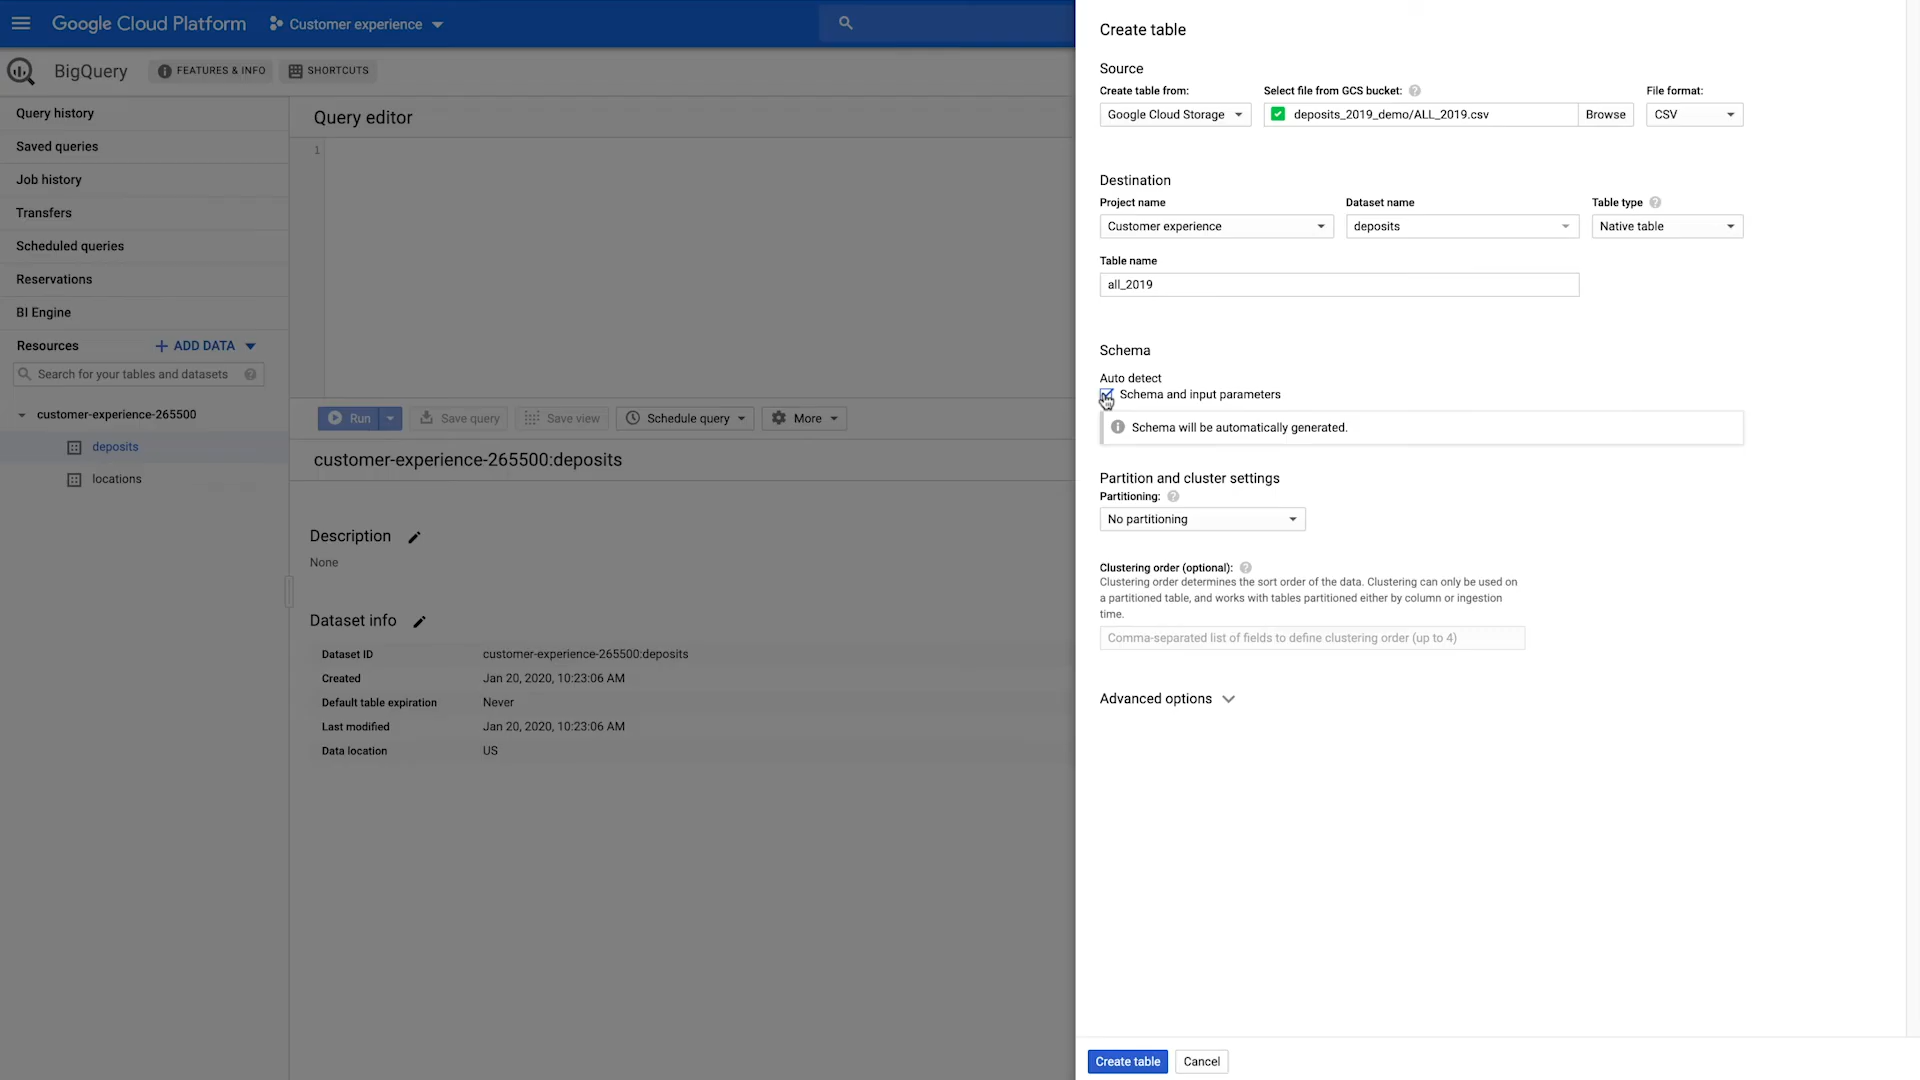 Google Cloud Platform
Customer experience
BigQuery
FEATURES & INFO
SHORTCUTS
Query history
Saved queries
Job history
Transfers
Scheduled queries
Reservations
BI Engine
Resources
ADD DATA
Search for your tables and datasets
customer-experience-265500
deposits
locations
Query editor
1
Run
Save query
Save view
Schedule query
More
customer-experience-265500:deposits
Description
None
Dataset info
Dataset ID customer-experience-265500:deposits
Created Jan 20, 2020, 10:23:06 AM
Default table expiration Never
Last modified Jan 20, 2020, 10:23:06 AM
Data location US
Create table
Source
Create table from: Select file from GCS bucket: File format:
Google Cloud Storage deposits_2019_demo/ALL_2019.csv Browse CSV
Destination
Project name Dataset name Table type
Customer experience deposits Native table
Table name
all_2019
Schema
Auto detect
Schema and input parameters
Schema will be automatically generated.
Partition and cluster settings
Partitioning:
No partitioning
Clustering order (optional):
Clustering order determines the sort order of the data. Clustering can only be used on
a partitioned table, and works with tables partitioned either by column or ingestion
time.
Comma-separated list of fields to define clustering order (up to 4)
Advanced options
Create table Cancel